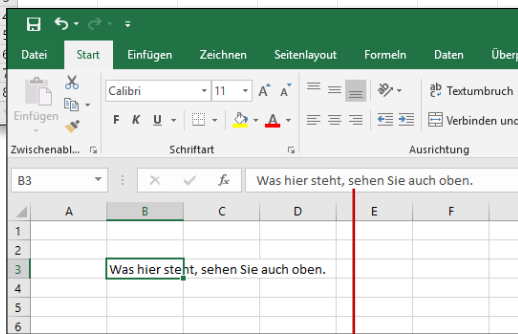 Datei Start Einfügen Zeichnen Seitenlayout Formeln Daten Überp
Calibri 11 A A ab Textumbruch
Einfügen F K U A Verbinden und
Zwischenabl... Schriftart Ausrichtung
B3 fx Was hier steht, sehen Sie auch oben.
A B C D E F
1
2
3 Was hier steht, sehen Sie auch oben.
4
5
6